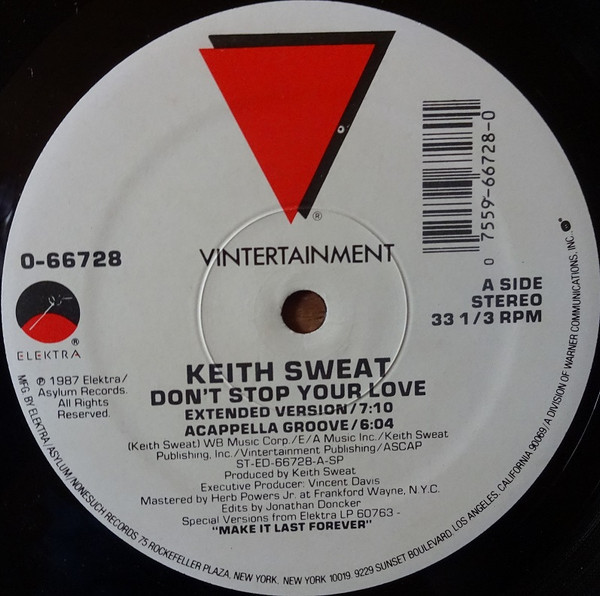 ®
VINTERTAINMENT
O-66728
0 7559-66728-0
A SIDE
STEREO
33 1/3 RPM
®
ELEKTRA
℗ 1987 Elektra/
Asylum Records.
All Rights
Reserved.
KEITH SWEAT
DON'T STOP YOUR LOVE
EXTENDED VERSION/7:10
ACAPPELLA GROOVE/6:04
(Keith Sweat) WB Music Corp./E/A Music Inc./Keith Sweat
Publishing, Inc./Vintertainment Publishing/ASCAP
ST-ED-66728-A-SP
Produced by Keith Sweat
Executive Producer: Vincent Davis
Mastered by Herb Powers Jr. at Frankford Wayne, N.Y.C.
Edits by Jonathan Doncker
Special Versions from Elektra LP 60763 -
"MAKE IT LAST FOREVER"
MFG. BY ELEKTRA/ASYLUM/NONESUCH RECORDS 75 ROCKEFELLER PLAZA, NEW YORK, NEW YORK 10019. 9229 SUNSET BOULEVARD, LOS ANGELES, CALIFORNIA 90069/A DIVISION OF WARNER COMMUNICATIONS, INC.